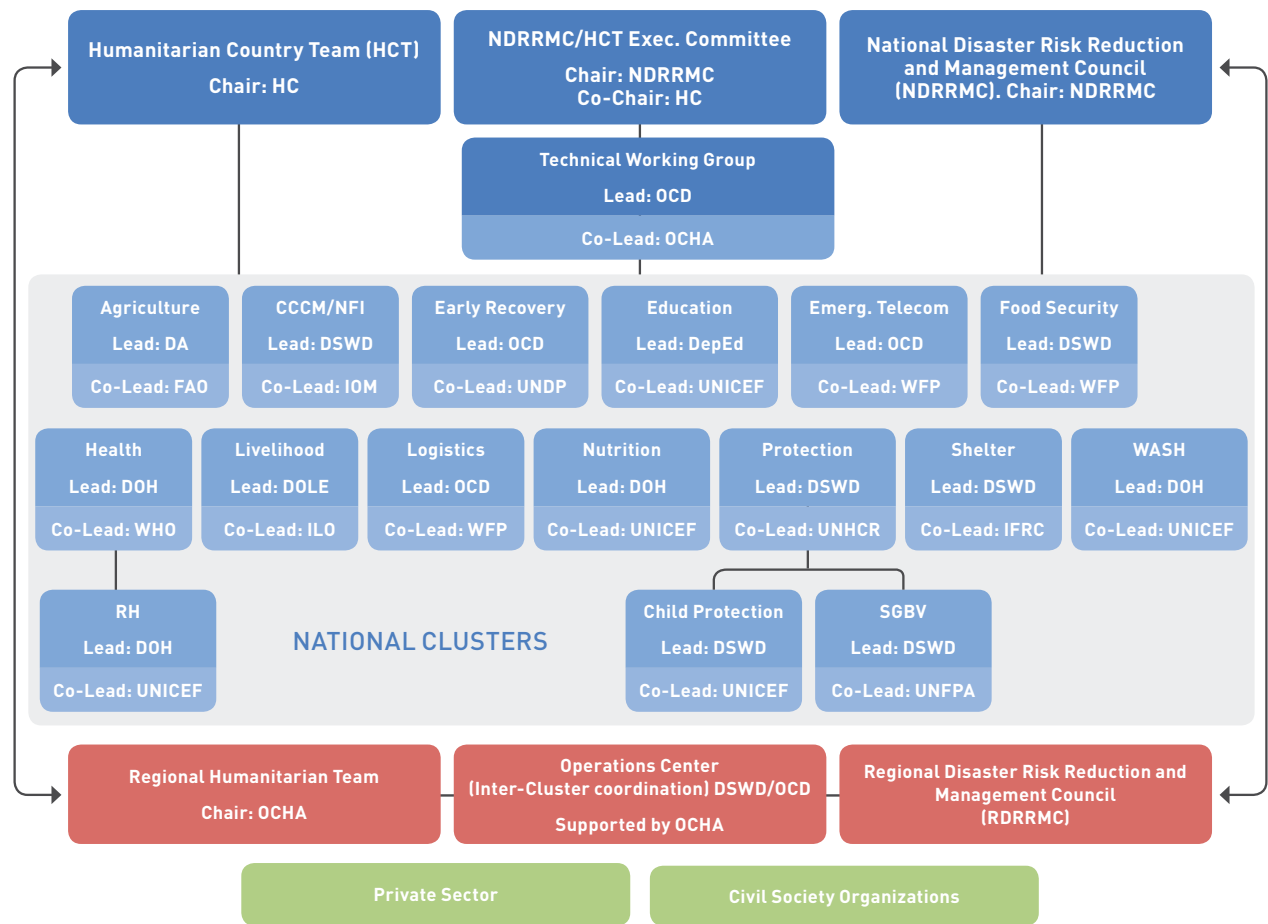 Humanitarian Country Team (HCT)
Chair: HC
NDRRMC/HCT Exec. Committee
Chair: NDRRMC
Co-Chair: HC
National Disaster Risk Reduction
and Management Council
(NDRRMC). Chair: NDRRMC
Technical Working Group
Lead: OCD
Co-Lead: OCHA
Agriculture
Lead: DA
Co-Lead: FAO
CCCM/NFI
Lead: DSWD
Co-Lead: IOM
Early Recovery
Lead: OCD
Co-Lead: UNDP
Education
Lead: DepEd
Co-Lead: UNICEF
Emerg. Telecom
Lead: OCD
Co-Lead: WFP
Food Security
Lead: DSWD
Co-Lead: WFP
Health
Lead: DOH
Co-Lead: WHO
Livelihood
Lead: DOLE
Co-Lead: ILO
Logistics
Lead: OCD
Co-Lead: WFP
Nutrition
Lead: DOH
Co-Lead: UNICEF
Protection
Lead: DSWD
Co-Lead: UNHCR
Shelter
Lead: DSWD
Co-Lead: IFRC
WASH
Lead: DOH
Co-Lead: UNICEF
RH
Lead: DOH
Co-Lead: UNICEF
NATIONAL CLUSTERS
Child Protection
Lead: DSWD
Co-Lead: UNICEF
SGBV
Lead: DSWD
Co-Lead: UNFPA
Regional Humanitarian Team
Chair: OCHA
Operations Center
(Inter-Cluster coordination) DSWD/OCD
Supported by OCHA
Regional Disaster Risk Reduction and
Management Council
(RDRRMC)
Private Sector
Civil Society Organizations